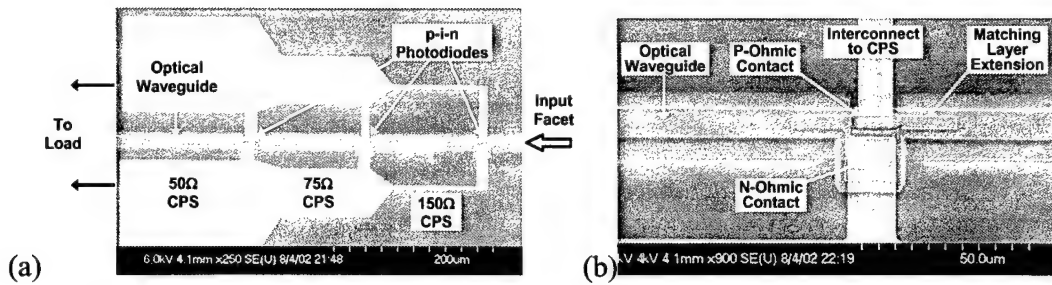 Optical
Waveguide
p-i-n
Photodiodes
To
Load
Input
Facet
50Ω
CPS
75Ω
CPS
150Ω
CPS
6.0kV 4.1mm x250 SE(U) 8/4/02 21:48
200um
(a)
Optical
Waveguide
P-Ohmic
Contact
Interconnect
to CPS
Matching
Layer
Extension
N-Ohmic
Contact
4kV 4.1mm x900 SE(U) 8/4/02 22:19
50.0um
(b)